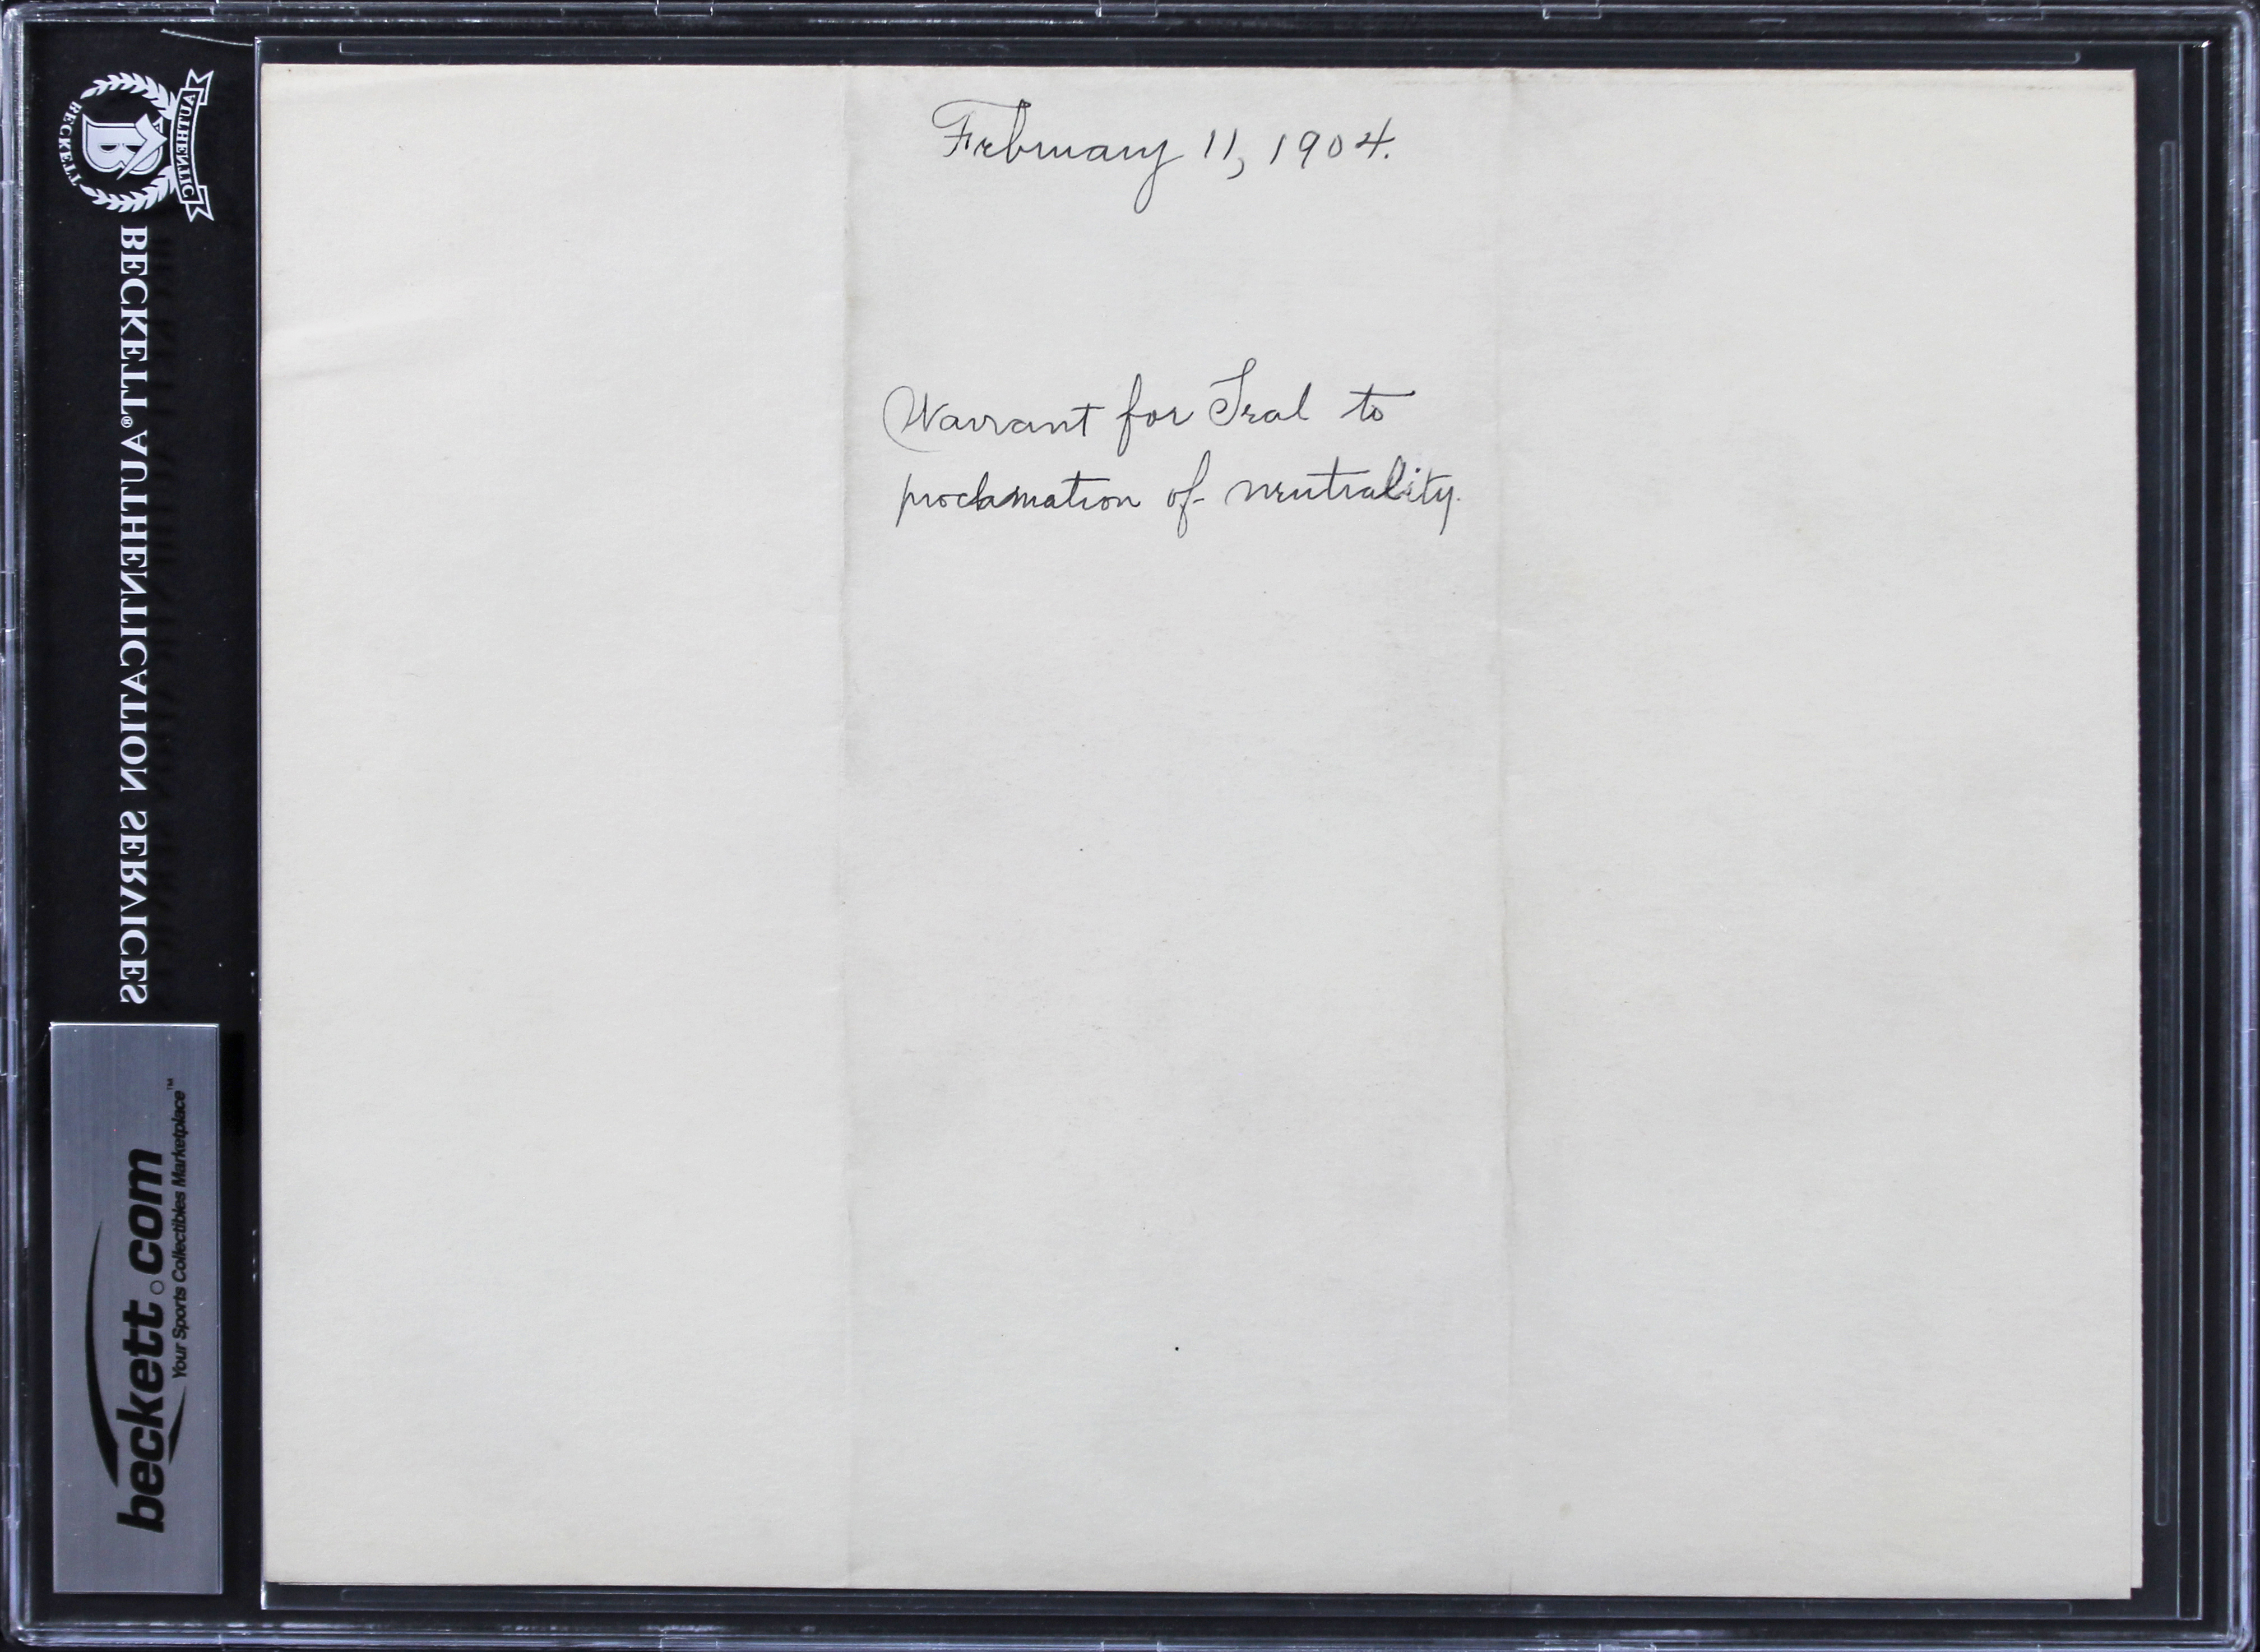 February 11, 1904.
Warrant for Seal to
proclamation of neutrality.
BECKETT
AUTHENTIC
B
BECKETT® AUTHENTICATION SERVICES
beckett.com
Your Sports Collectibles Marketplace™